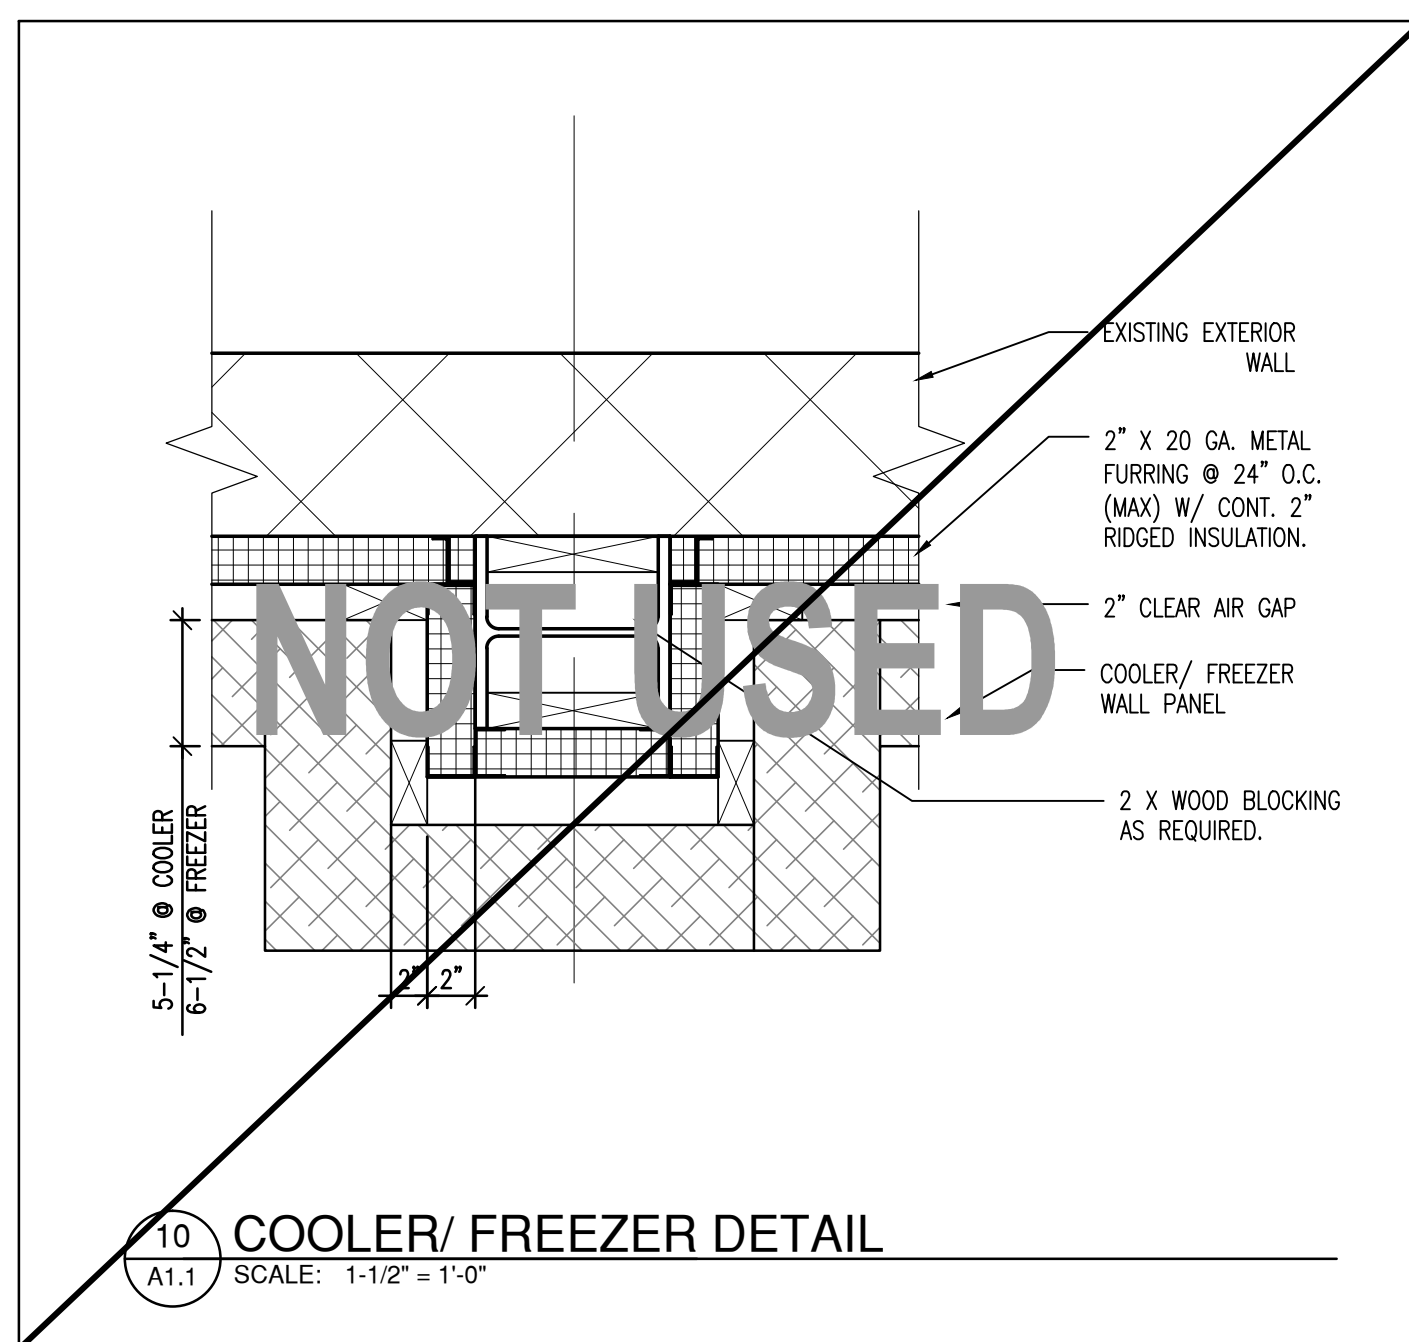 EXISTING EXTERIOR
WALL
2" X 20 GA. METAL
FURRING @ 24" O.C.
(MAX) W/ CONT. 2"
RIDGED INSULATION.
2" CLEAR AIR GAP
COOLER/ FREEZER
WALL PANEL
2 X WOOD BLOCKING
AS REQUIRED.
NOT USED
5-1/4" @ COOLER
6-1/2" @ FREEZER
2" 2"
10
A1.1
COOLER/ FREEZER DETAIL
SCALE: 1-1/2" = 1'-0"